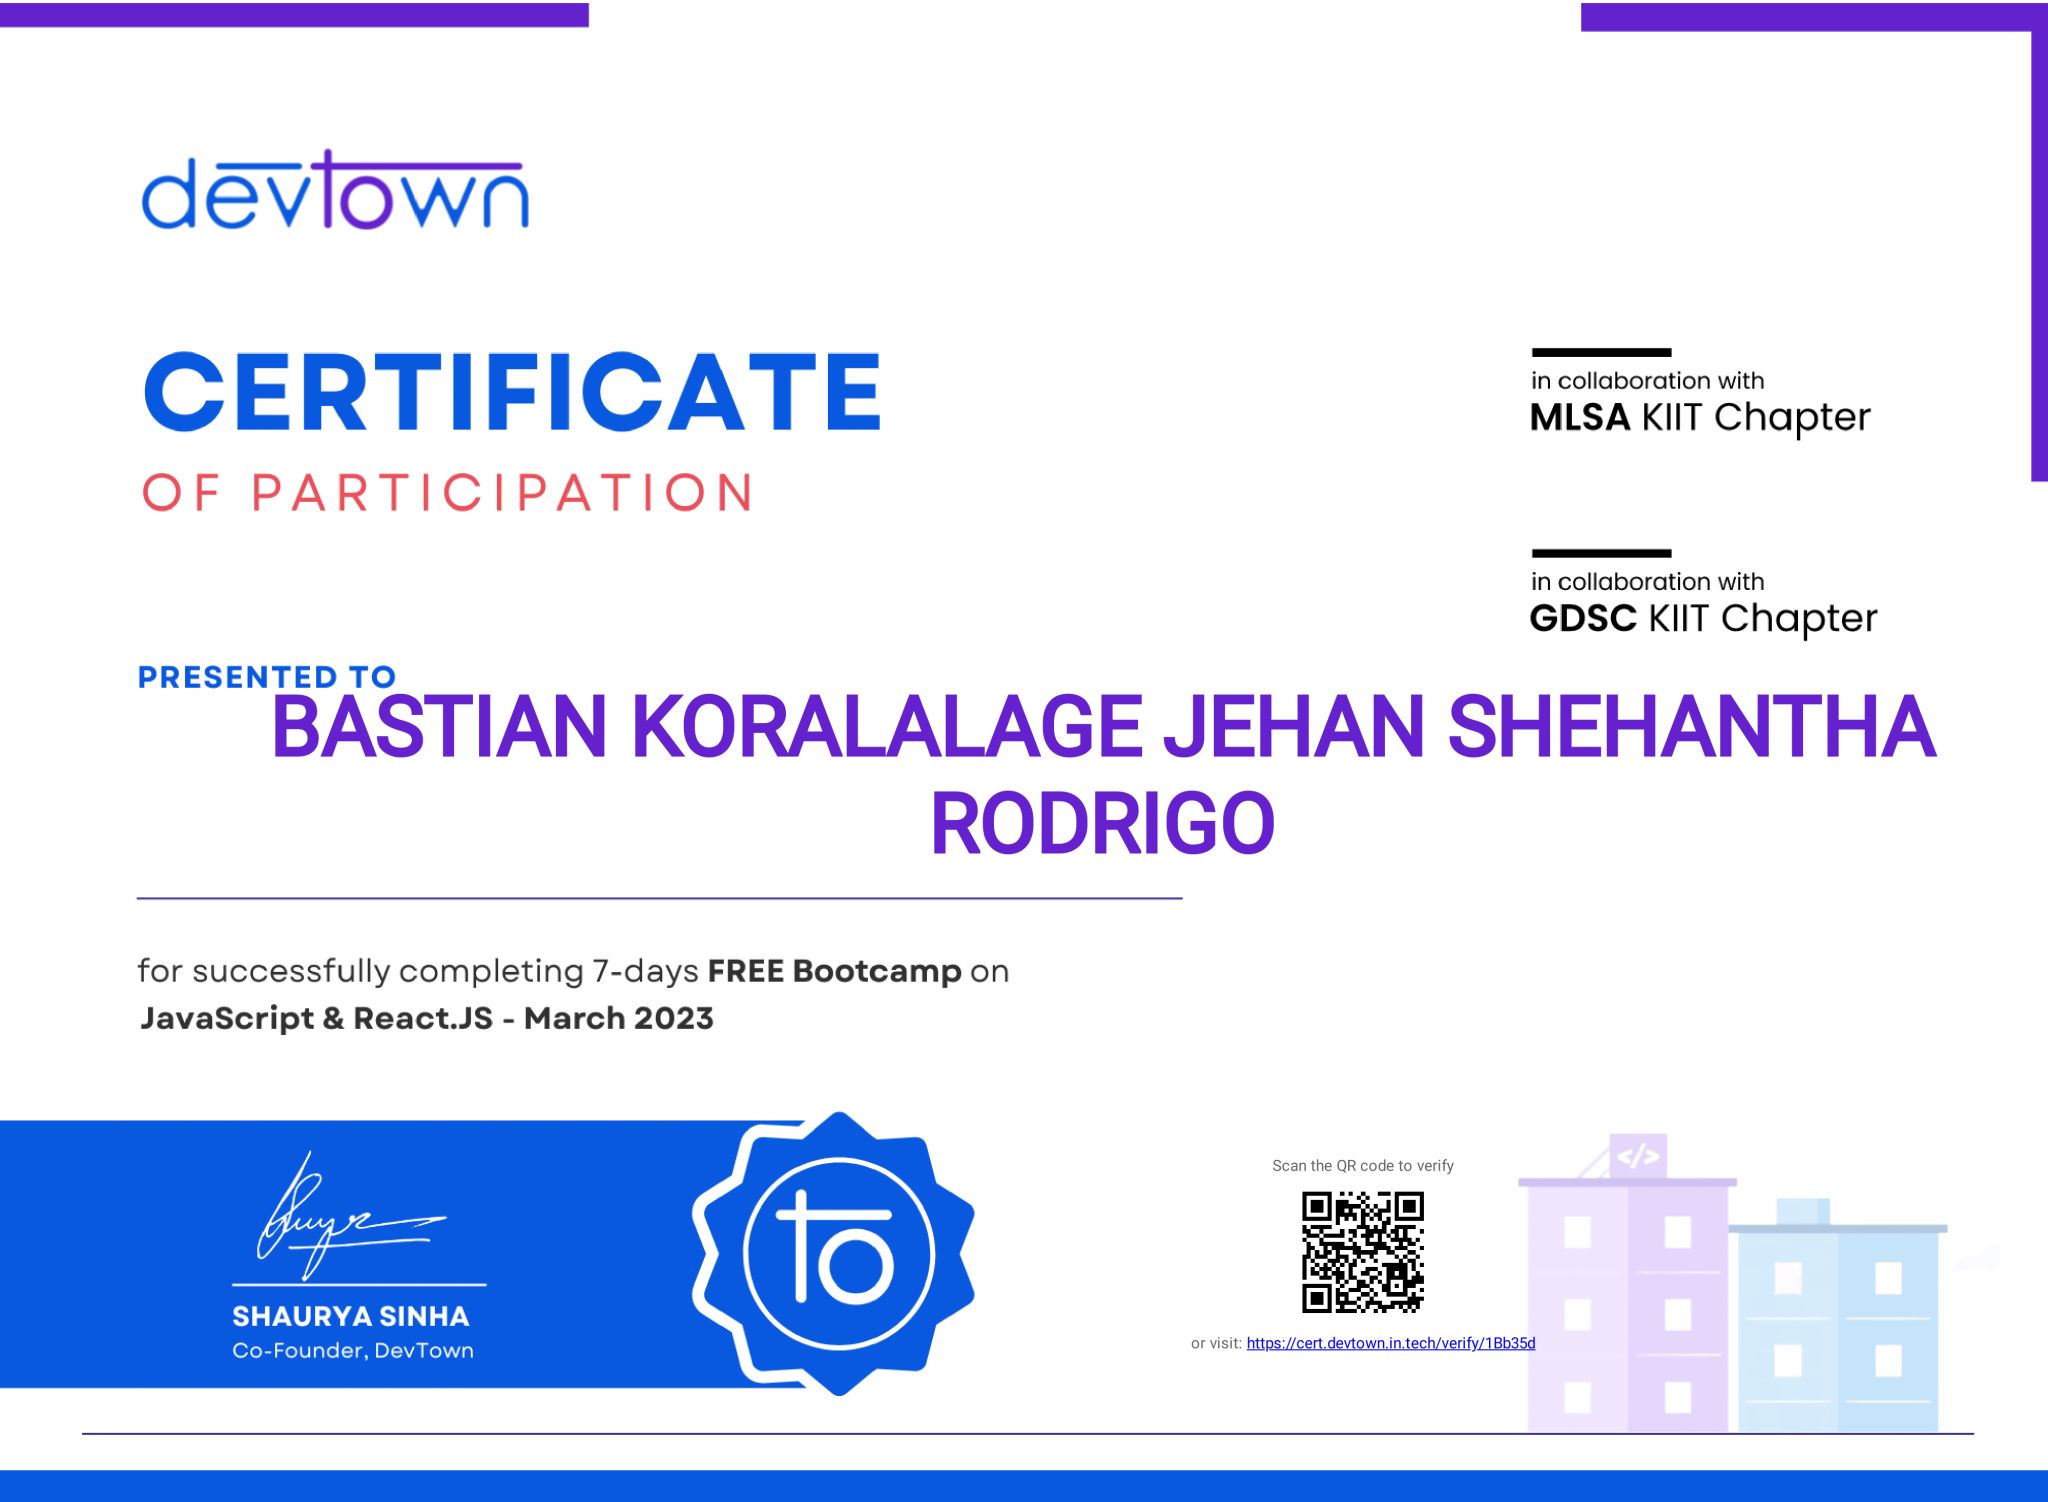 devtown
CERTIFICATE
OF PARTICIPATION
in collaboration with
MLSA KIIT Chapter
in collaboration with
GDSC KIIT Chapter
PRESENTED TO
BASTIAN KORALALAGE JEHAN SHEHANTHA
RODRIGO
for successfully completing 7-days FREE Bootcamp on
JavaScript & React.JS - March 2023
SHAURYA SINHA
Co-Founder, DevTown
to
Scan the QR code to verify
or visit: https://cert.devtown.in.tech/verify/1Bb35d
</>